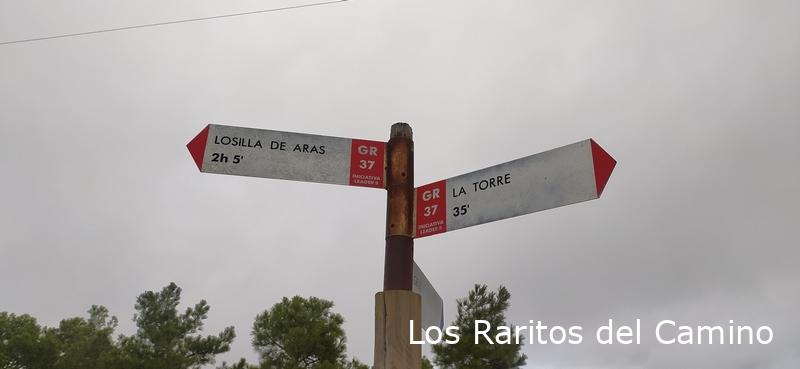 LOSILLA DE ARAS
2h 5'
GR
37
INICIATIVA
LEADER II
LA TORRE
35'
GR
37
INICIATIVA
LEADER II
Los Raritos del Camino